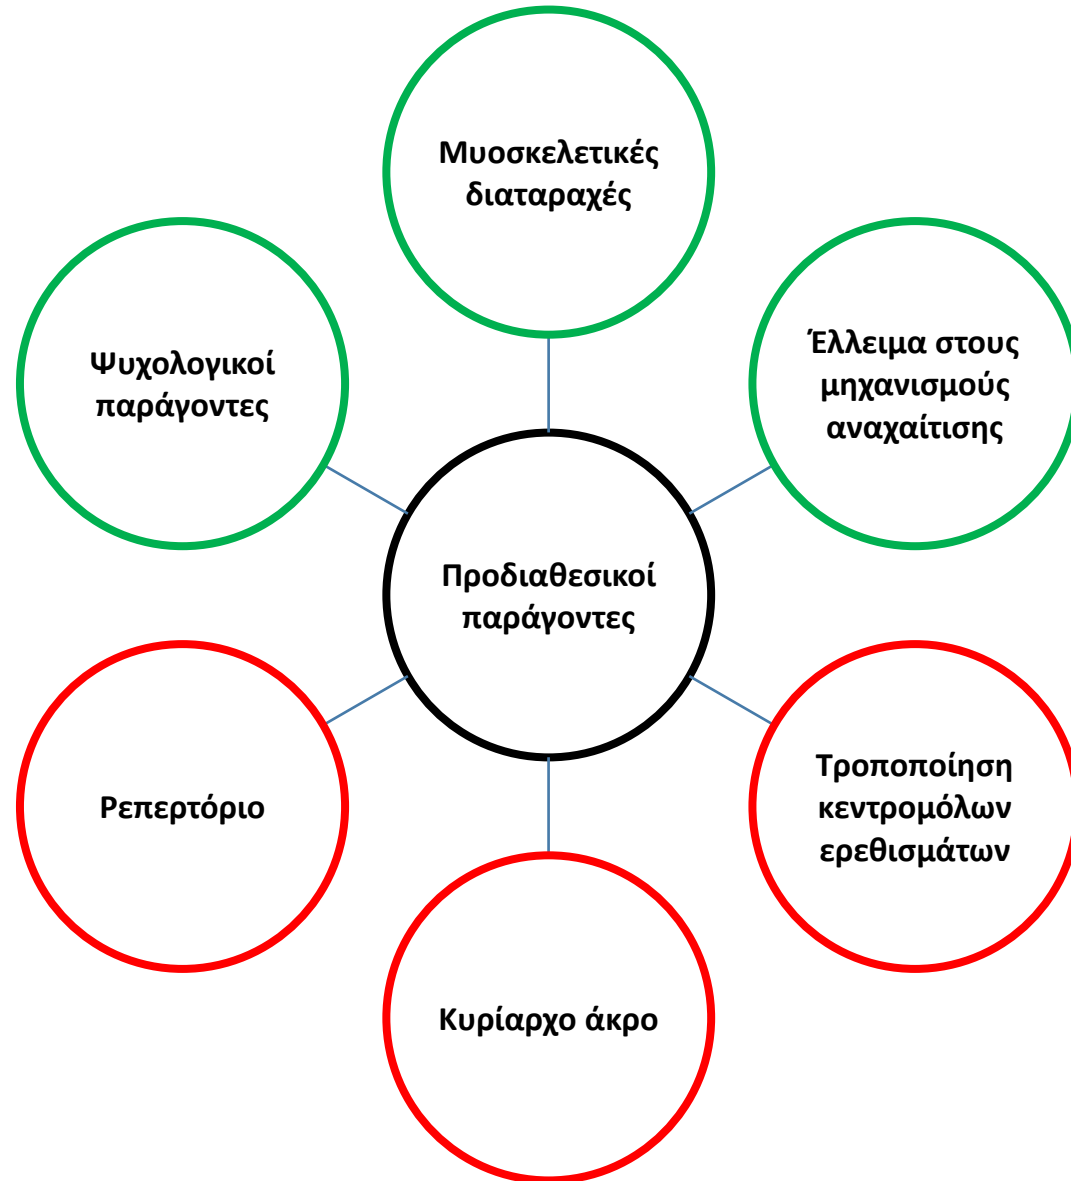 Μυοσκελετικές
διαταραχές
Ψυχολογικοί
παράγοντες
Έλλειμα στους
μηχανισμούς
αναχαίτισης
Προδιαθεσικοί
παράγοντες
Ρεπερτόριο
Τροποποίηση
κεντρομόλων
ερεθισμάτων
Κυρίαρχο άκρο